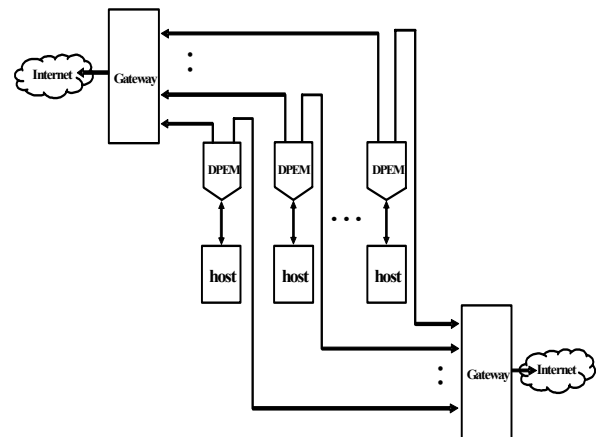 Internet
Gateway
DPEM
DPEM
DPEM
host
host
host
Gateway
Internet